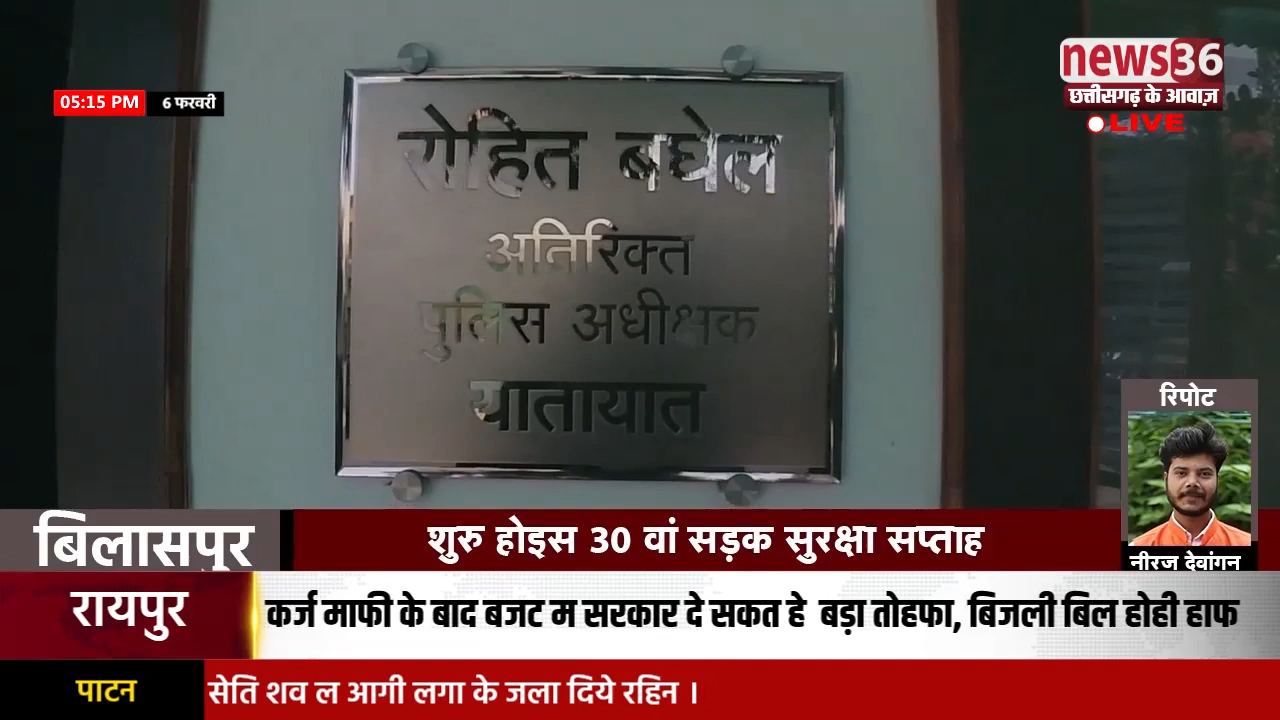 news36
छत्तीसगढ़ के आवाज़
LIVE
05:15 PM
6 फरवरी
रोहित बघेल
अतिरिक्त
पुलिस अधीक्षक
यातायात
रिपोट
नीरज देवांगन
बिलासपुर
शुरु होइस 30 वां सड़क सुरक्षा सप्ताह
रायपुर
कर्ज माफी के बाद बजट म सरकार दे सकत हे बड़ा तोहफा, बिजली बिल होही हाफ
पाटन
सेति शव ल आगी लगा के जला दिये रहिन ।